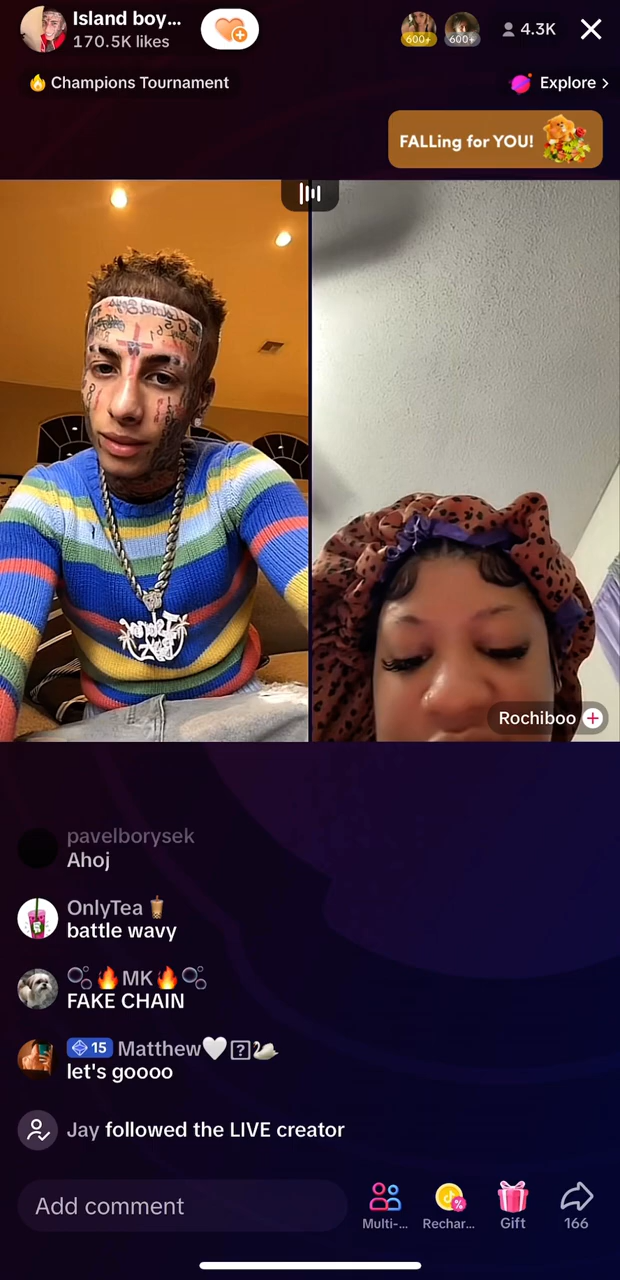 Island boy...
170.5K likes
600+
600+
4.3K
Champions Tournament
Explore >
FALLing for YOU!
Rochiboo
pavelborysek
Ahoj
OnlyTea
battle wavy
MK
FAKE CHAIN
15 Matthew
let's goooo
Jay followed the LIVE creator
Add comment
Multi-...
Rechar...
Gift
166